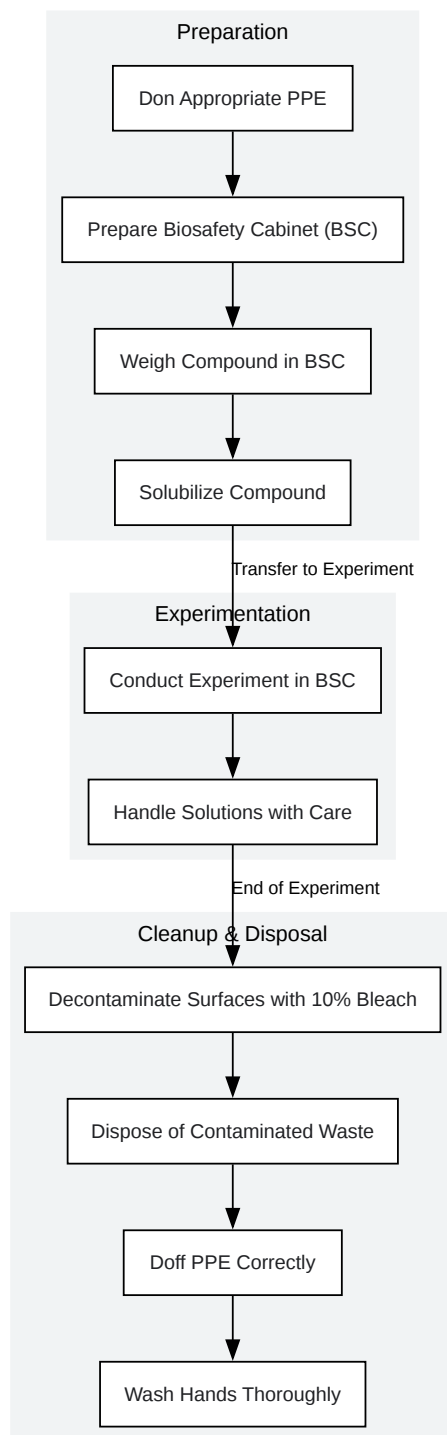 Preparation
Don Appropriate PPE
Prepare Biosafety Cabinet (BSC)
Weigh Compound in BSC
Solubilize Compound
Transfer to Experiment
Experimentation
Conduct Experiment in BSC
Handle Solutions with Care
End of Experiment
Cleanup & Disposal
Decontaminate Surfaces with 10% Bleach
Dispose of Contaminated Waste
Doff PPE Correctly
Wash Hands Thoroughly